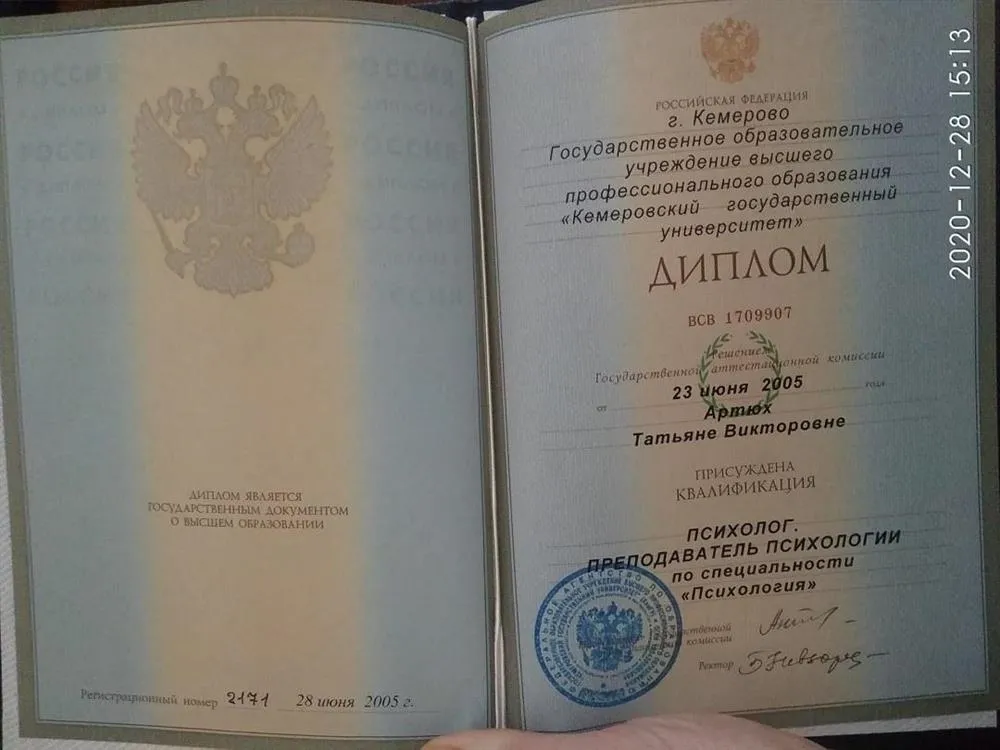 ДИПЛОМ ЯВЛЯЕТСЯ
ГОСУДАРСТВЕННЫМ ДОКУМЕНТОМ
О ВЫСШЕМ ОБРАЗОВАНИИ
Регистрационный номер 2171 28 июня 2005 г.
РОССИЙСКАЯ ФЕДЕРАЦИЯ
г. Кемерово
Государственное образовательное
учреждение высшего
профессионального образования
«Кемеровский государственный
университет»
ДИПЛОМ
ВСВ 1709907
Решением
Государственной аттестационной комиссии
от 23 июня 2005 года
Артюх
Татьяне Викторовне
ПРИСУЖДЕНА
КВАЛИФИКАЦИЯ
ПСИХОЛОГ.
ПРЕПОДАВАТЕЛЬ ПСИХОЛОГИИ
по специальности
«Психология»
комиссии
Ректор
2020-12-28 15:13